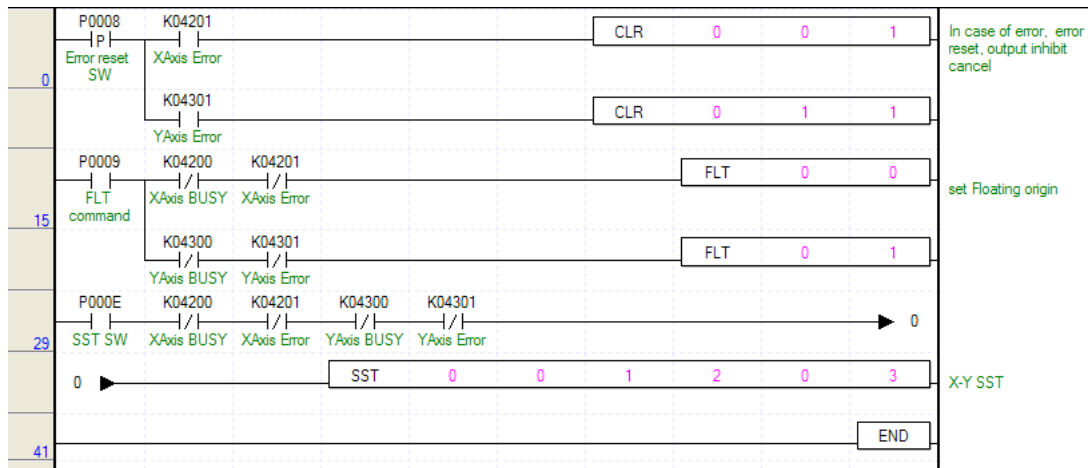 P0008 K04201
P CLR 0 0 1 In case of error, error
Error reset XAxis Error reset, output inhibit
SW cancel
0
K04301
CLR 0 1 1
YAxis Error
P0009 K04200 K04201
FLT 0 0
FLT XAxis BUSY XAxis Error set Floating origin
command
15
K04300 K04301
FLT 0 1
YAxis BUSY YAxis Error
P000E K04200 K04201 K04300 K04301
0
SST SW XAxis BUSY XAxis Error YAxis BUSY YAxis Error
29
0 SST 0 0 1 2 0 3 X-Y SST
END
41